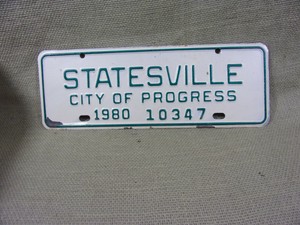 STATESVILLE
CITY OF PROGRESS
1980 10347